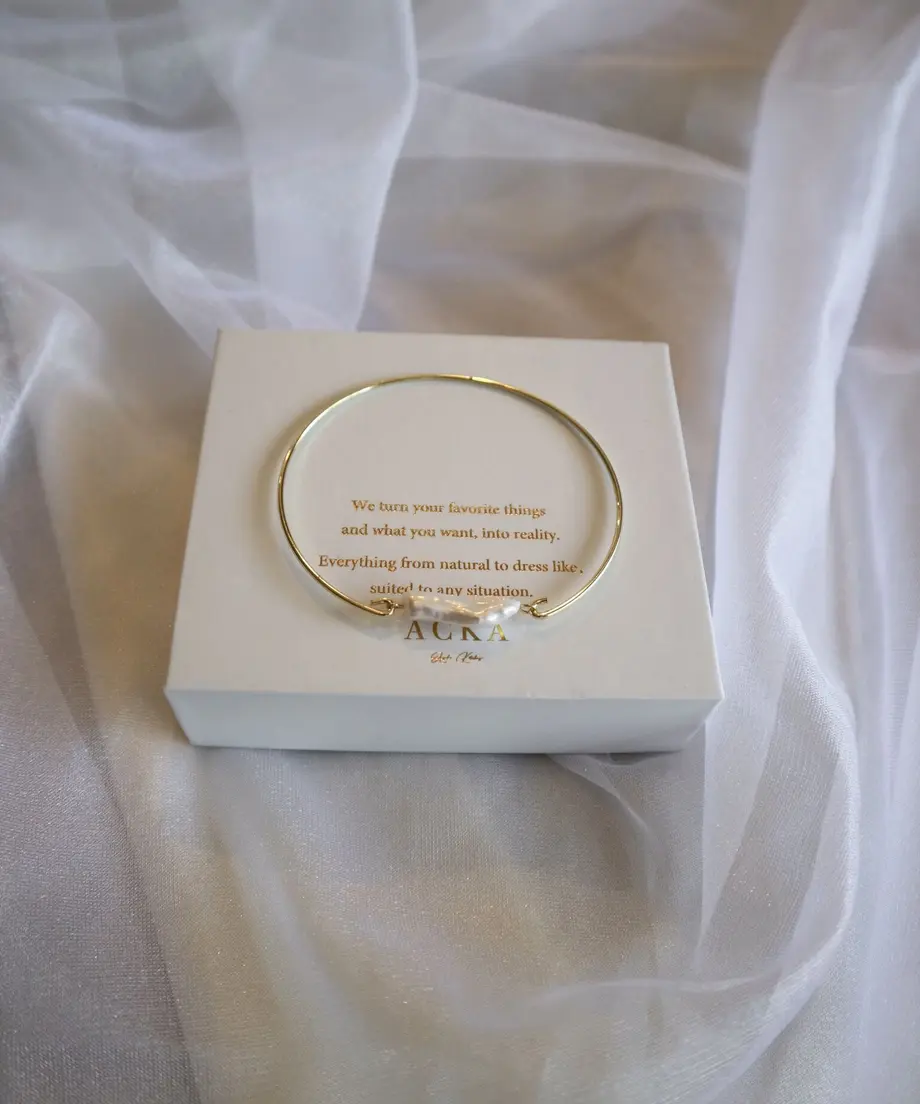 We turn your favorite things
and what you want, into reality.
Everything from natural to dress like,
suited to any situation.
ACKA